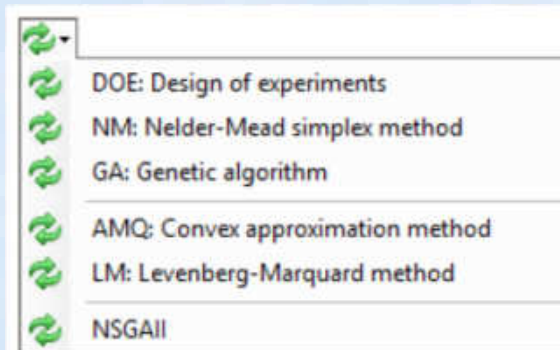 DOE: Design of experiments
NM: Nelder-Mead simplex method
GA: Genetic algorithm
AMQ: Convex approximation method
LM: Levenberg-Marquard method
NSGAII